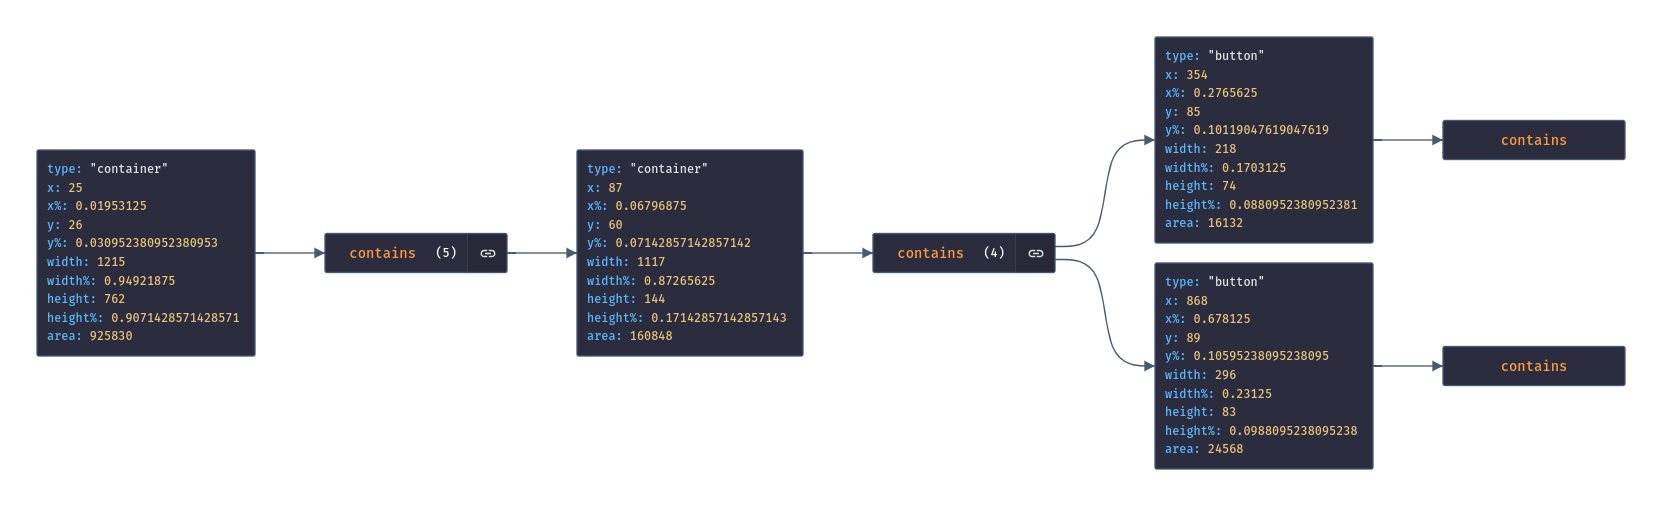 type: "container"
x: 25
x%: 0.01953125
y: 26
y%: 0.030952380952380953
width: 1215
width%: 0.94921875
height: 762
height%: 0.9071428571428571
area: 925830
contains (5)
type: "container"
x: 87
x%: 0.06796875
y: 60
y%: 0.07142857142857142
width: 1117
width%: 0.87265625
height: 144
height%: 0.17142857142857143
area: 160848
contains (4)
type: "button"
x: 354
x%: 0.2765625
y: 85
y%: 0.10119047619047619
width: 218
width%: 0.1703125
height: 74
height%: 0.0880952380952381
area: 16132
contains
type: "button"
x: 868
x%: 0.678125
y: 89
y%: 0.10595238095238095
width: 296
width%: 0.23125
height: 83
height%: 0.0988095238095238
area: 24568
contains